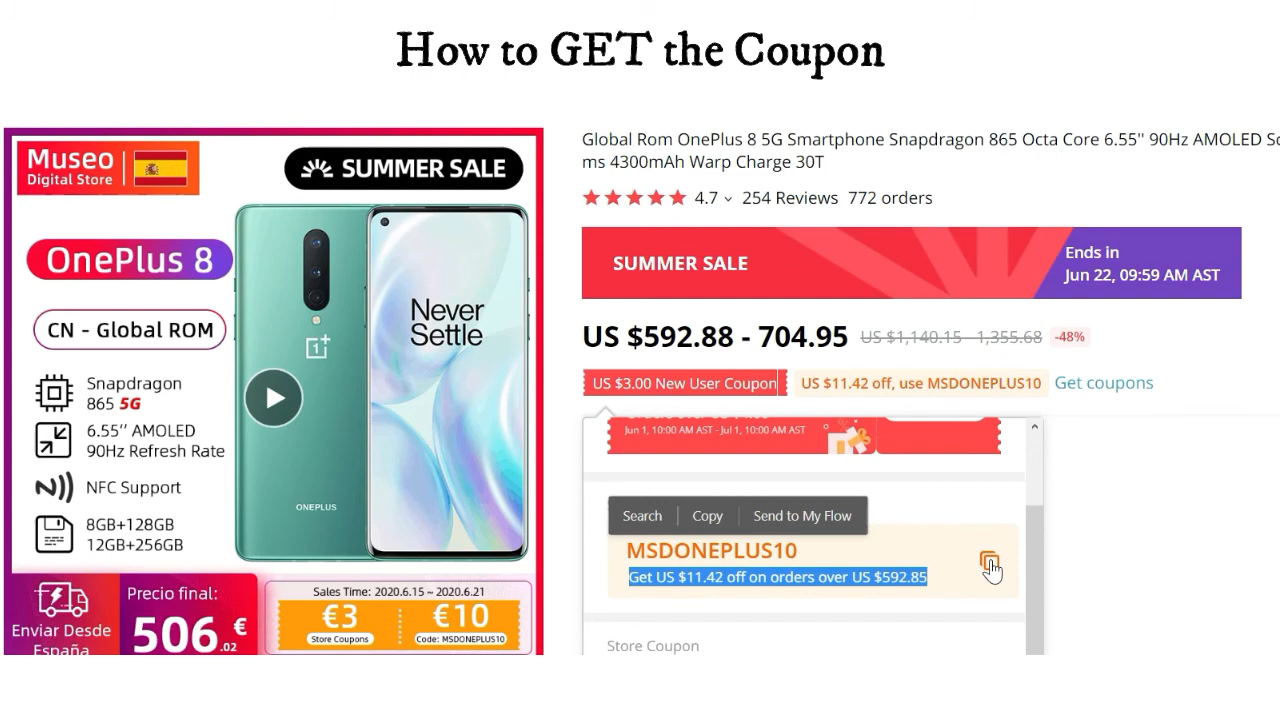 How to GET the Coupon
Museo
Digital Store
SUMMER SALE
OnePlus 8
CN - Global ROM
Snapdragon
865 5G
6.55’’ AMOLED
90Hz Refresh Rate
NFC Support
8GB+128GB
12GB+256GB
1+
Never
Settle
ONEPLUS
Enviar Desde
España
Precio final:
506.02 €
Sales Time: 2020.6.15 ~ 2020.6.21
€3
Store Coupons
€10
Code: MSDONEPLUS10
Global Rom OnePlus 8 5G Smartphone Snapdragon 865 Octa Core 6.55'' 90Hz AMOLED Sc
ms 4300mAh Warp Charge 30T
4.7 254 Reviews 772 orders
SUMMER SALE
Ends in
Jun 22, 09:59 AM AST
US $592.88 - 704.95 US $1,140.15 - 1,355.68 -48%
US $3.00 New User Coupon US $11.42 off, use MSDONEPLUS10 Get coupons
Jun 1, 10:00 AM AST - Jul 1, 10:00 AM AST
Search Copy Send to My Flow
MSDONEPLUS10
Get US $11.42 off on orders over US $592.85
Store Coupon